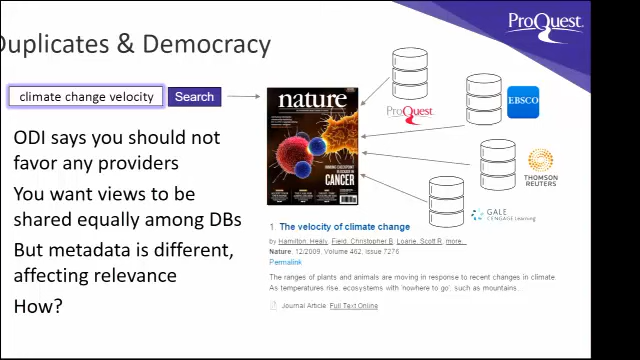 uplicates & Democracy
ProQuest
climate change velocity
Search
nature
CANCER
ProQuest
EBSCO
THOMSON
REUTERS
GALE
CENGAGE Learning
ODI says you should not
favor any providers
You want views to be
shared equally among DBs
But metadata is different,
affecting relevance
How?
1. The velocity of climate change
by Hamilton, Healy, Field, Christopher B, Loarie, Scott R, more...
Nature, 12/2009, Volume 462, Issue 7276
Permalink
The ranges of plants and animals are moving in response to recent changes in climate.
As temperatures rise, ecosystems with 'nowhere to go', such as mountains...
Journal Article: Full Text Online